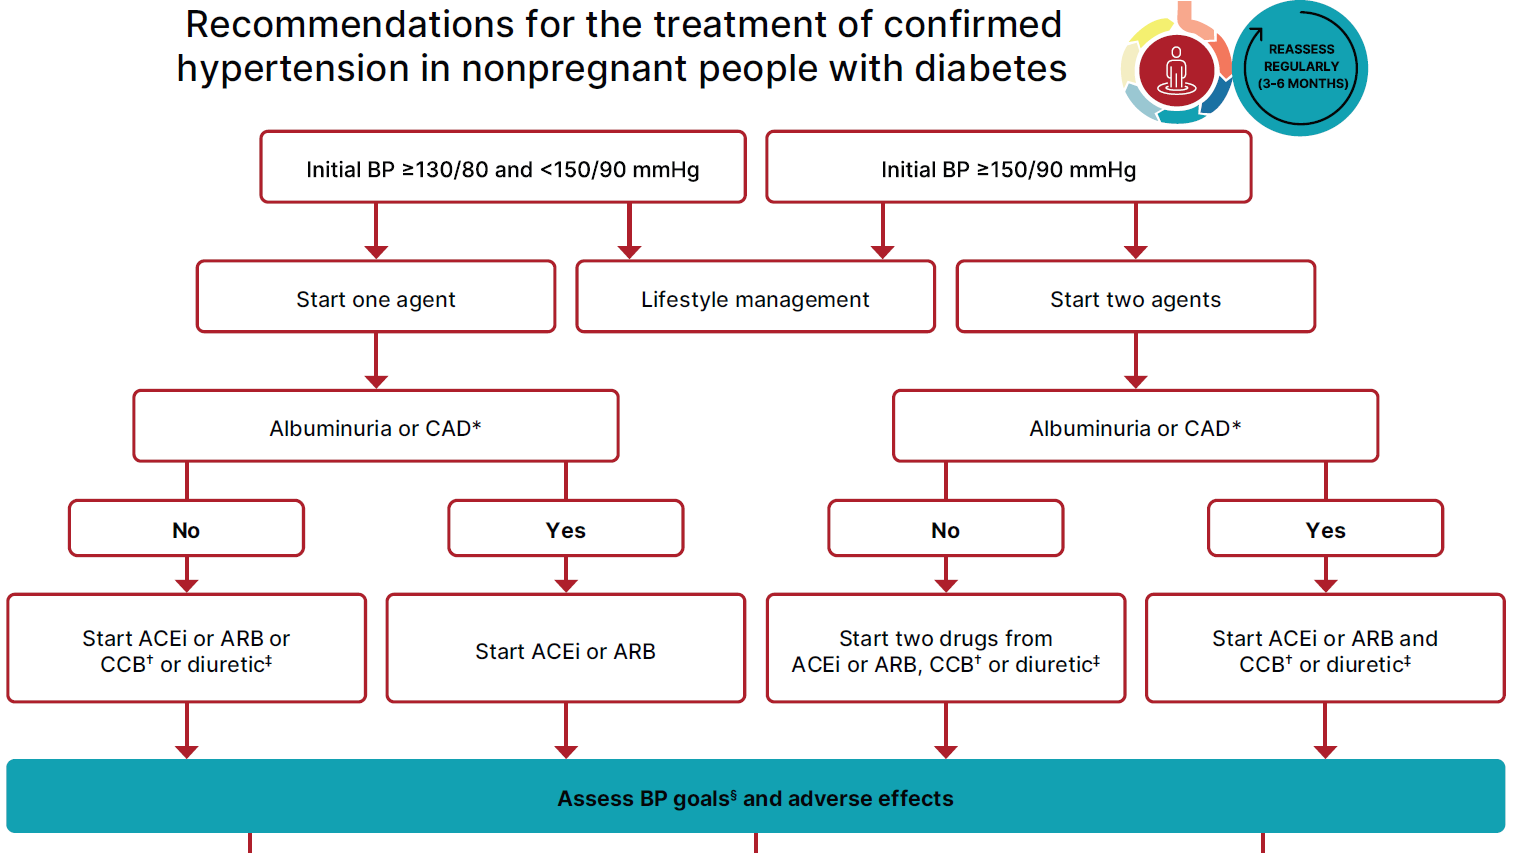 Recommendations for the treatment of confirmed
hypertension in nonpregnant people with diabetes
REASSESS
REGULARLY
(3-6 MONTHS)
Initial BP ≥130/80 and <150/90 mmHg
Initial BP ≥150/90 mmHg
Start one agent
Lifestyle management
Start two agents
Albuminuria or CAD*
Albuminuria or CAD*
No
Yes
No
Yes
Start ACEi or ARB or
CCB† or diuretic‡
Start ACEi or ARB
Start two drugs from
ACEi or ARB, CCB† or diuretic‡
Start ACEi or ARB and
CCB† or diuretic‡
Assess BP goals§ and adverse effects